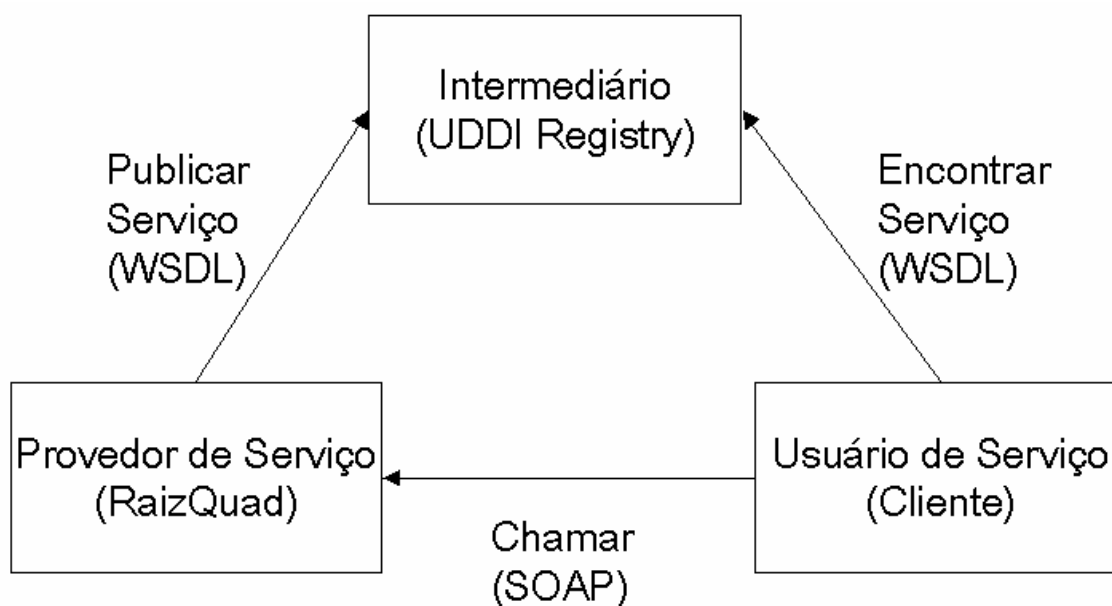 Intermediário
(UDDI Registry)
Publicar
Serviço
(WSDL)
Encontrar
Serviço
(WSDL)
Provedor de Serviço
(RaizQuad)
Usuário de Serviço
(Cliente)
Chamar
(SOAP)